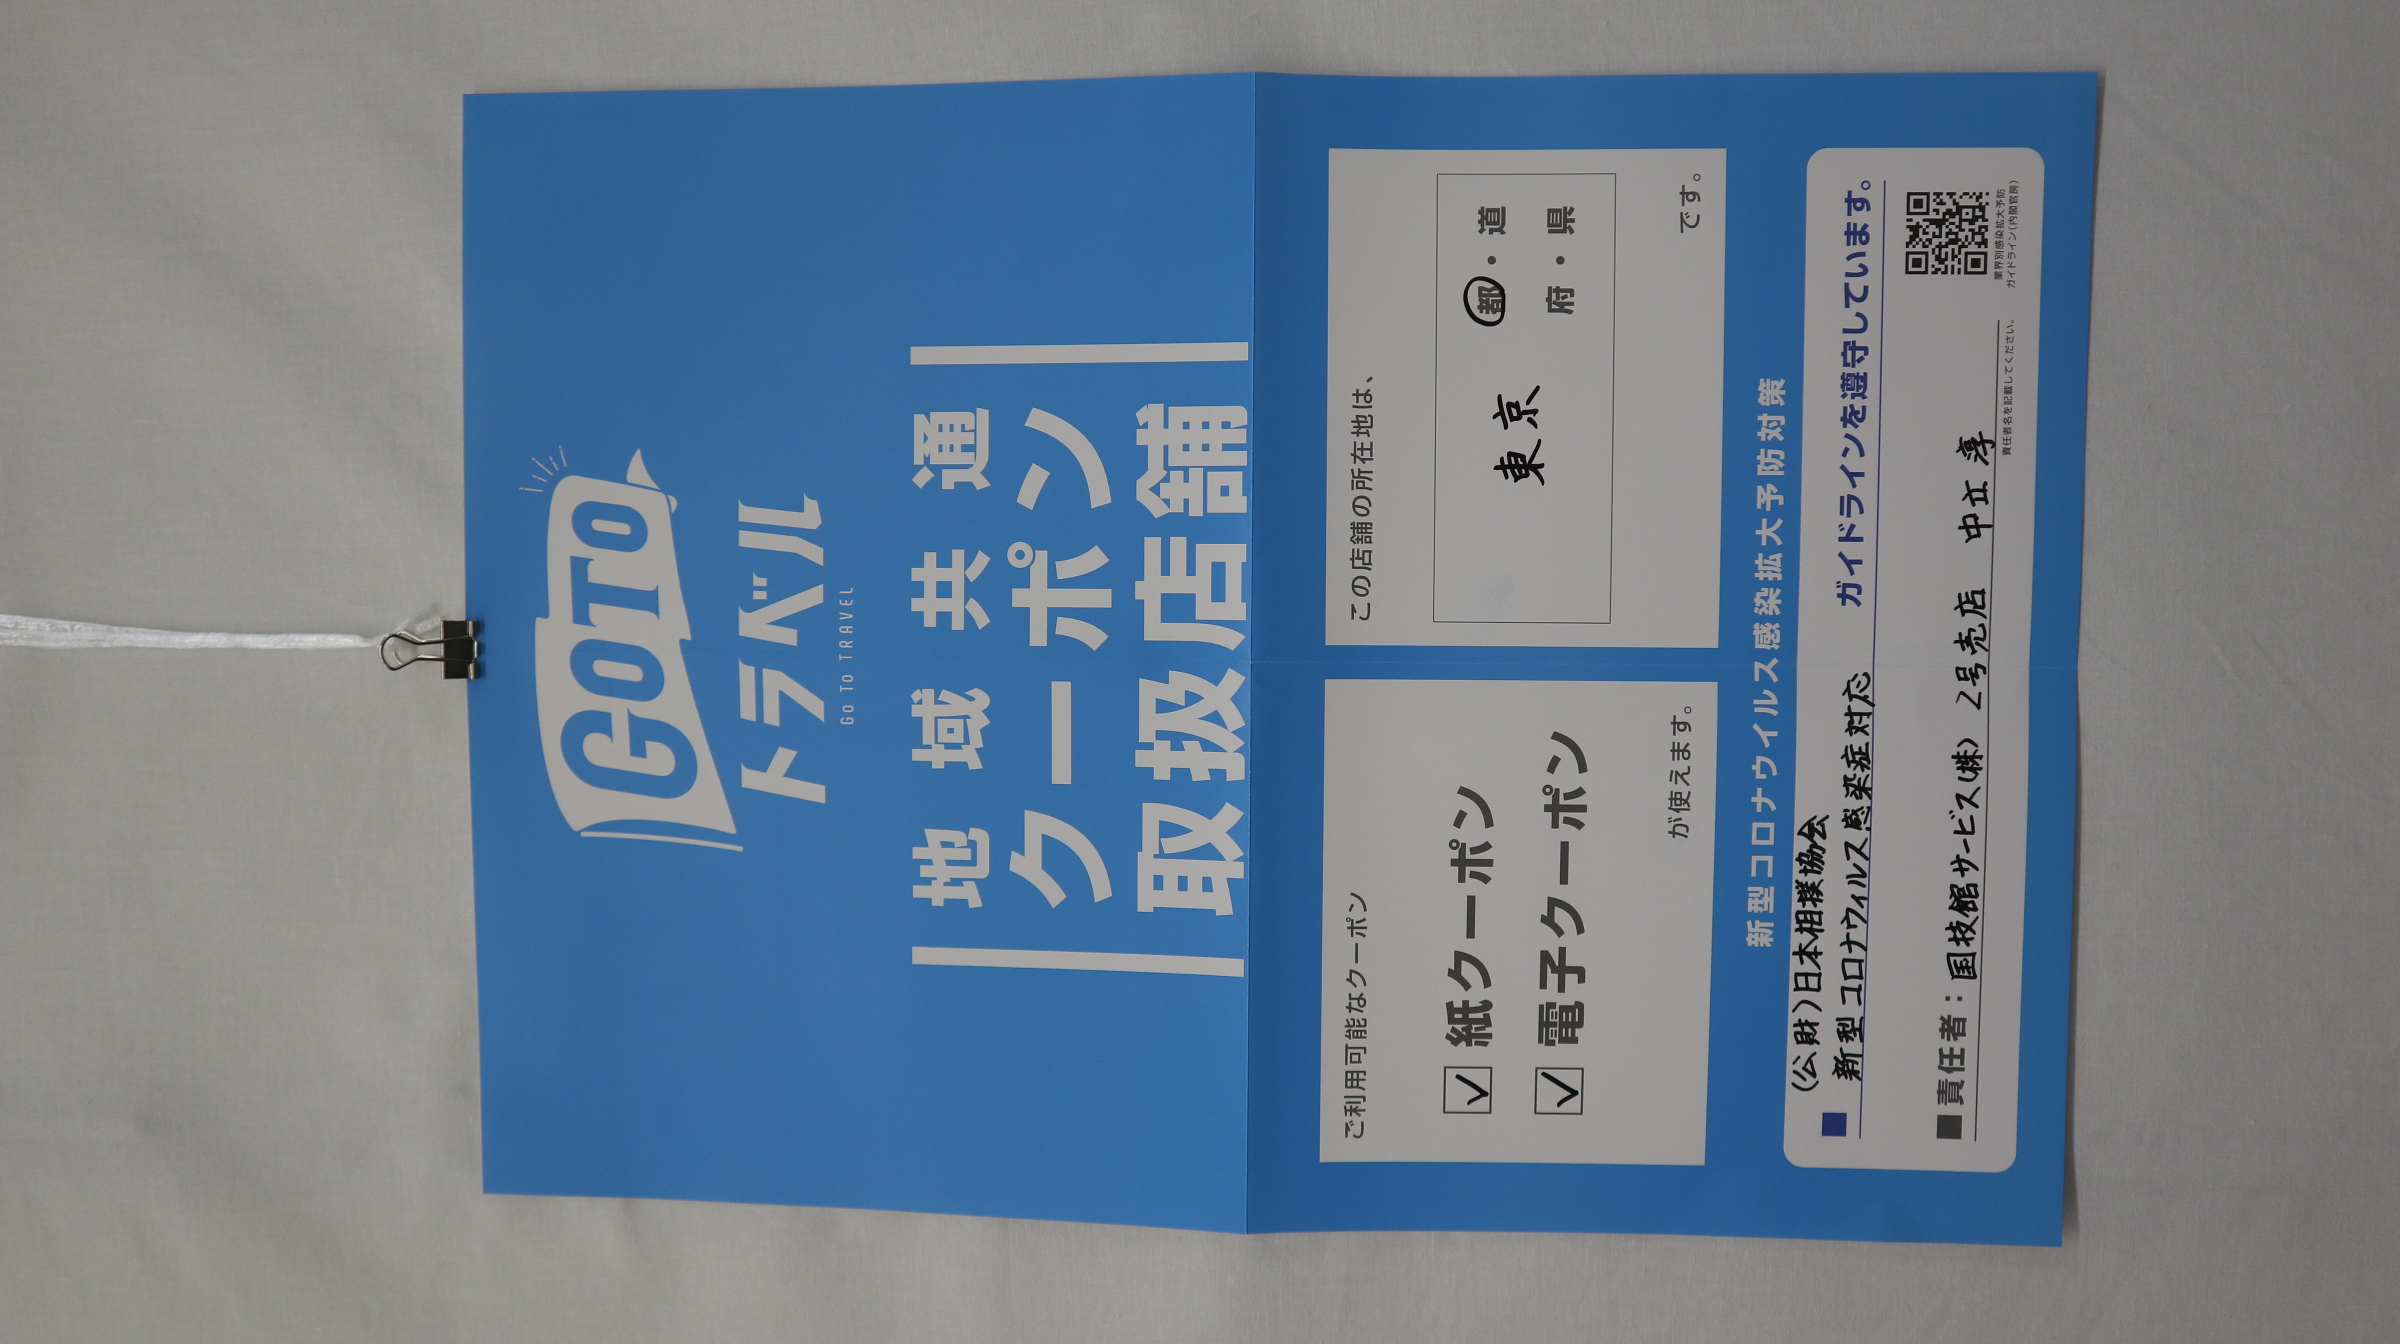 GOTO
トラベル
GO TO TRAVEL
地域共通
クーポン
取扱店舗
ご利用可能なクーポン
紙クーポン
電子クーポン
が使えます。
この店舗の所在地は、
東京
都・道
府・県
です。
新型コロナウイルス感染拡大予防対策
(公財)日本相撲協会
■新型コロナウィルス感染症対応 ガイドラインを遵守しています。
■責任者：国技館サービス(株) 2号売店 中立 淳
責任者名を記載してください。
業界別感染拡大予防
ガイドライン(内閣官房)